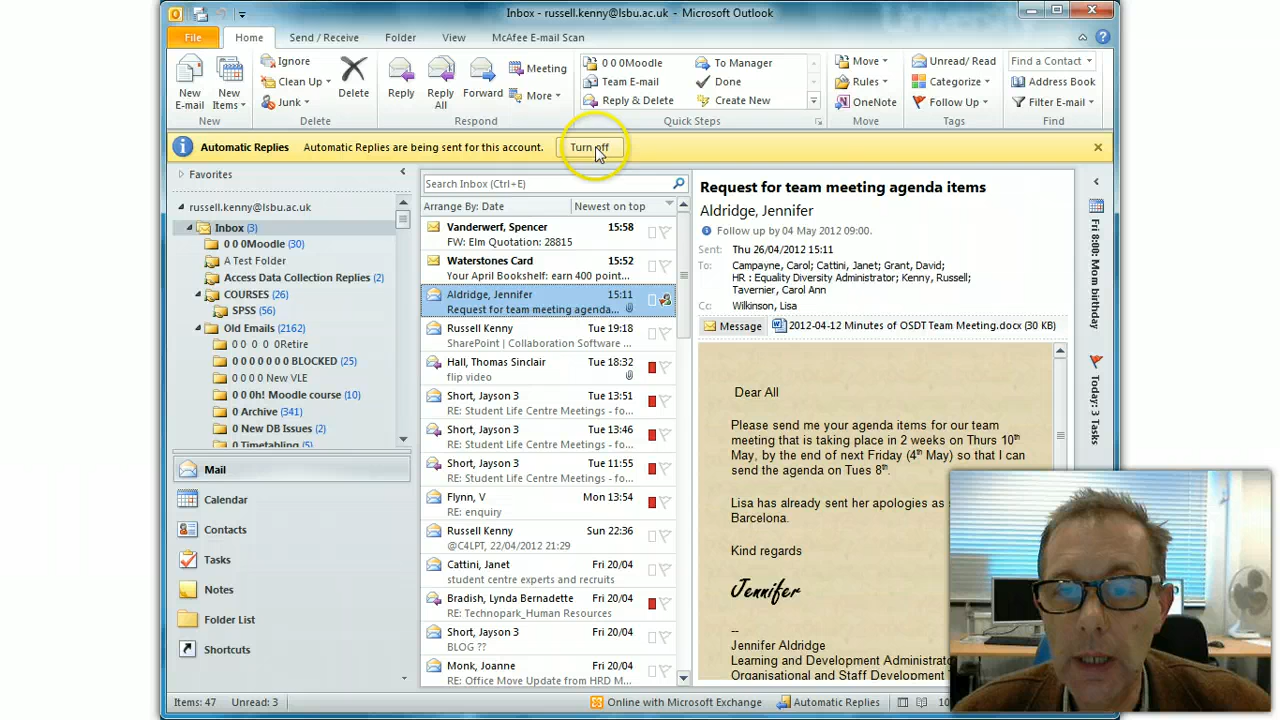 Inbox - russell.kenny@lsbu.ac.uk - Microsoft Outlook
File Home Send / Receive Folder View McAfee E-mail Scan
New E-mail
New Items
New
Ignore
Clean Up
Junk
Delete
Delete
Reply
Reply All
Forward
Meeting
More
Respond
0 0 0Moodle
Team E-mail
Reply & Delete
To Manager
Done
Create New
Quick Steps
Move
Rules
OneNote
Move
Unread/ Read
Categorize
Follow Up
Tags
Find a Contact
Address Book
Filter E-mail
Find
Automatic Replies Automatic Replies are being sent for this account. Turn off
Favorites
russell.kenny@lsbu.ac.uk
Inbox (3)
0 0 0Moodle (30)
A Test Folder
Access Data Collection Replies (2)
COURSES (26)
SPSS (56)
Old Emails (2162)
0 0 0 0Retire
0 0 0 0 0 0 0 BLOCKED (25)
0 0 0 0 New VLE
0 0 0h! Moodle course (10)
0 Archive (341)
0 New DB Issues (2)
0 Timetabling (5)
Mail
Calendar
Contacts
Tasks
Notes
Folder List
Shortcuts
Search Inbox (Ctrl+E)
Arrange By: Date Newest on top
Vanderwerf, Spencer 15:58
FW: Elm Quotation: 28815
Waterstones Card 15:52
Your April Bookshelf: earn 400 point...
Aldridge, Jennifer 15:11
Request for team meeting agenda...
Russell Kenny Tue 19:18
SharePoint | Collaboration Software ...
Hall, Thomas Sinclair Tue 18:32
flip video
Short, Jayson 3 Tue 13:51
RE: Student Life Centre Meetings - fo...
Short, Jayson 3 Tue 13:46
RE: Student Life Centre Meetings - fo...
Short, Jayson 3 Tue 11:55
RE: Student Life Centre Meetings - fo...
Flynn, V Mon 13:54
RE: enquiry
Russell Kenny Sun 22:36
@C4LPT, 22/04/2012 21:29
Cattini, Janet Fri 20/04
student centre experts and recruits
Bradish, Lynda Bernadette Fri 20/04
RE: Technopark_Human Resources
Short, Jayson 3 Fri 20/04
BLOG ??
Monk, Joanne Fri 20/04
RE: Office Move Update from HRD M...
Request for team meeting agenda items
Aldridge, Jennifer
Follow up by 04 May 2012 09:00.
Sent: Thu 26/04/2012 15:11
To: Campayne, Carol; Cattini, Janet; Grant, David;
HR : Equality Diversity Administrator; Kenny, Russell;
Tavernier, Carol Ann
Cc: Wilkinson, Lisa
Message 2012-04-12 Minutes of OSDT Team Meeting.docx (30 KB)
Dear All
Please send me your agenda items for our team
meeting that is taking place in 2 weeks on Thurs 10th
May, by the end of next Friday (4th May) so that I can
send the agenda on Tues 8th.
Lisa has already sent her apologies as
Barcelona.
Kind regards
Jennifer
--
Jennifer Aldridge
Learning and Development Administrat
Organisational and Staff Development T
Fri 8:00: Mom birthday
Today: 3 Tasks
Items: 47 Unread: 3 Online with Microsoft Exchange Automatic Replies 10